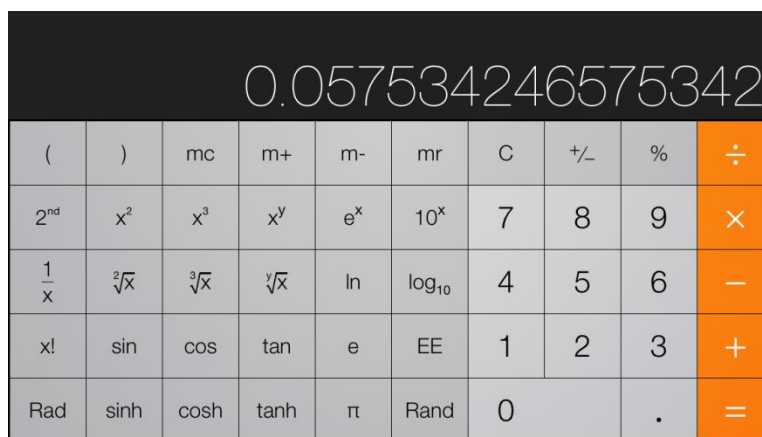 0.057534246575342
( ) mc m+ m- mr C +/− % ÷
2ⁿᵈ x² x³ xʸ eˣ 10ˣ 7 8 9 ×
1/x ²√x ³√x ʸ√x ln log₁₀ 4 5 6 −
x! sin cos tan e EE 1 2 3 +
Rad sinh cosh tanh π Rand 0 . =